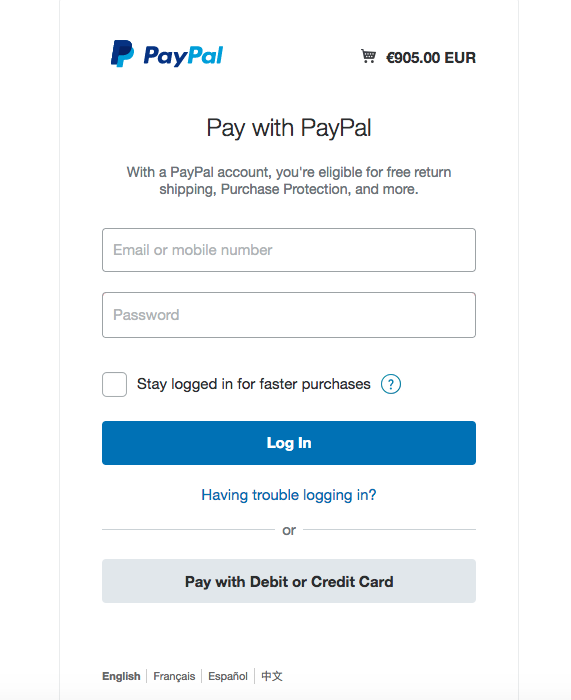 PayPal
€905.00 EUR
Pay with PayPal
With a PayPal account, you're eligible for free return
shipping, Purchase Protection, and more.
Email or mobile number
Password
Stay logged in for faster purchases ?
Log In
Having trouble logging in?
or
Pay with Debit or Credit Card
English Français Español 中文